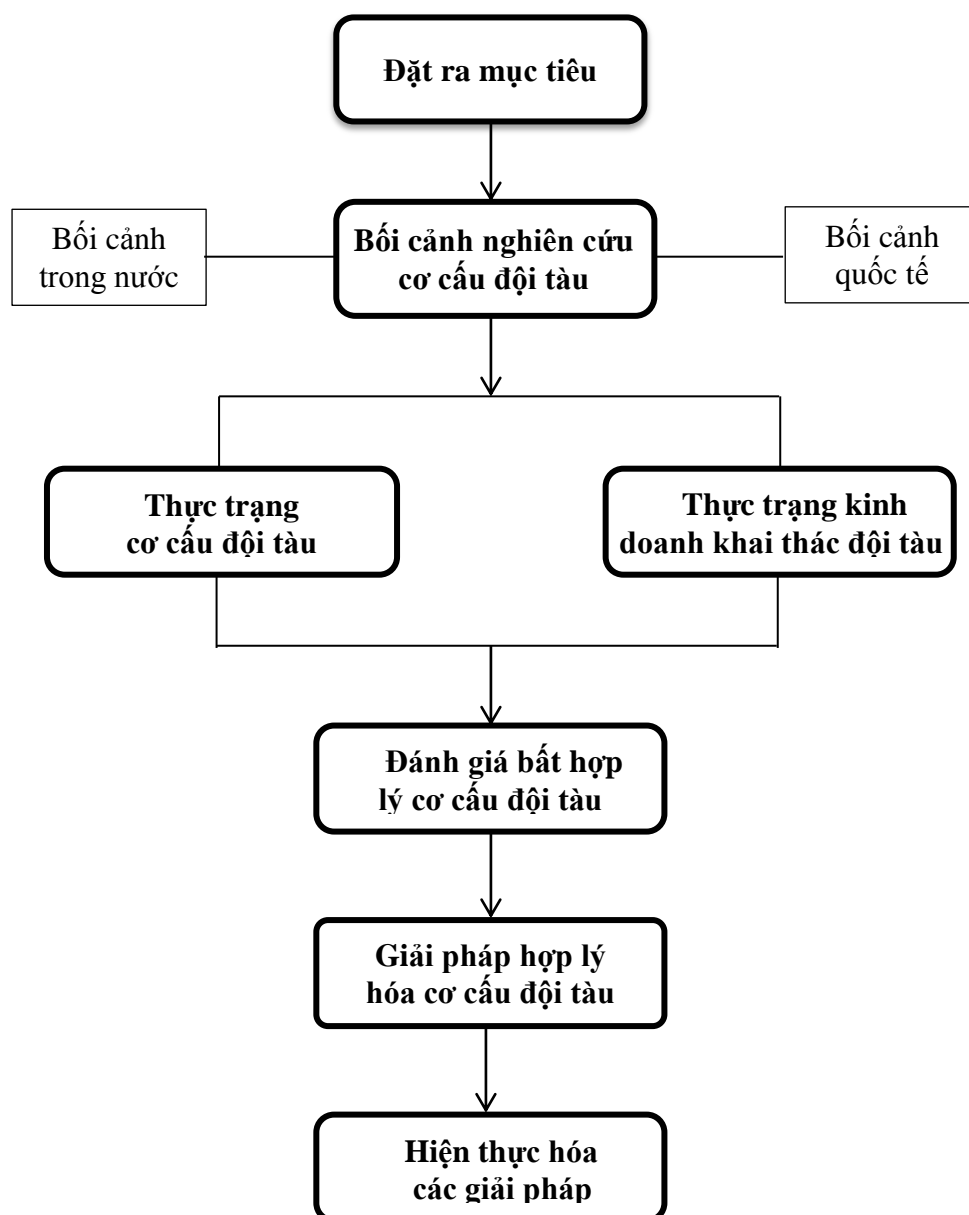 Đặt ra mục tiêu
Bối cảnh
trong nước
Bối cảnh nghiên cứu
cơ cấu đội tàu
Bối cảnh
quốc tế
Thực trạng
cơ cấu đội tàu
Thực trạng kinh
doanh khai thác đội tàu
Đánh giá bất hợp
lý cơ cấu đội tàu
Giải pháp hợp lý
hóa cơ cấu đội tàu
Hiện thực hóa
các giải pháp